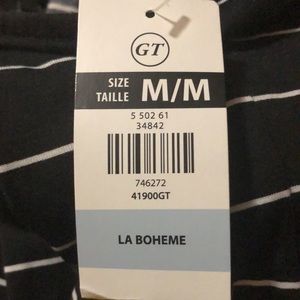 GT
SIZE
TAILLE M/M
5 502 61
34842
746272
41900GT
LA BOHEME